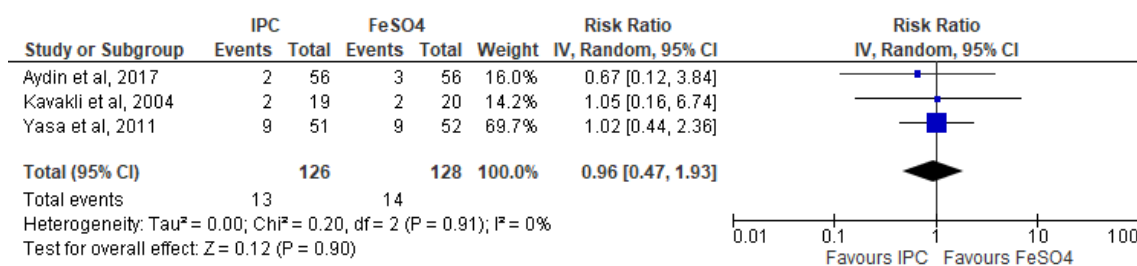 IPC FeSO4 Risk Ratio Risk Ratio
Study or Subgroup Events Total Events Total Weight IV, Random, 95% CI IV, Random, 95% CI
Aydin et al, 2017 2 56 3 56 16.0% 0.67 [0.12, 3.84]
Kavakli et al, 2004 2 19 2 20 14.2% 1.05 [0.16, 6.74]
Yasa et al, 2011 9 51 9 52 69.7% 1.02 [0.44, 2.36]
Total (95% CI) 126 128 100.0% 0.96 [0.47, 1.93]
Total events 13 14
Heterogeneity: Tau² = 0.00; Chi² = 0.20, df = 2 (P = 0.91); I² = 0%
Test for overall effect: Z = 0.12 (P = 0.90)
0.01 0.1 1 10 100
Favours IPC Favours FeSO4